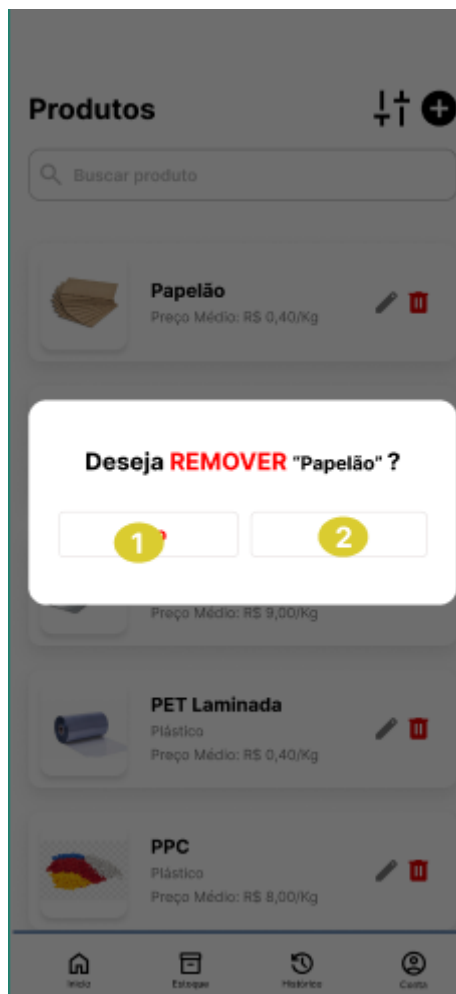 Produtos
Buscar produto
Papelão
Preço Médio: R$ 0,40/Kg
Deseja REMOVER "Papelão" ?
1
2
Preço Médio: R$ 9,00/Kg
PET Laminada
Plástico
Preço Médio: R$ 0,40/Kg
PPC
Plástico
Preço Médio: R$ 8,00/Kg
Início
Estoque
Histórico
Conta